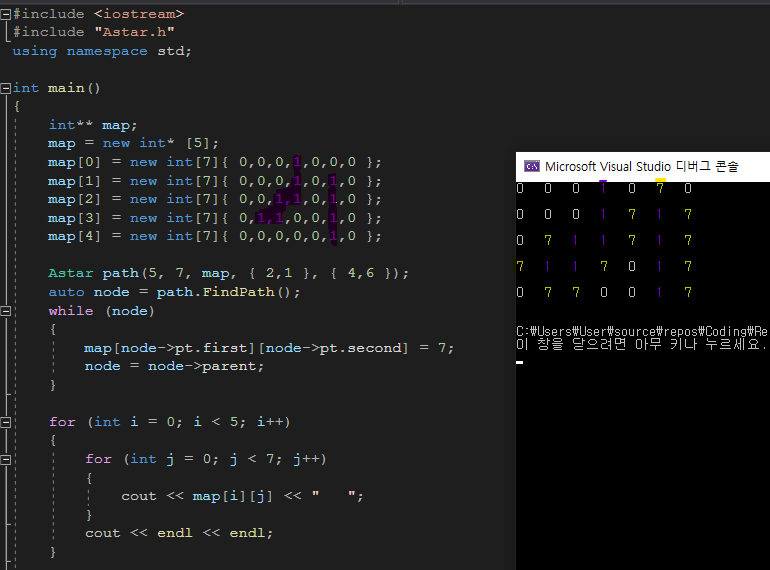 #include <iostream>
#include "Astar.h"
using namespace std;
int main()
{
int** map;
map = new int* [5];
map[0] = new int[7]{ 0,0,0,1,0,0,0 };
map[1] = new int[7]{ 0,0,0,1,0,1,0 };
map[2] = new int[7]{ 0,0,1,1,0,1,0 };
map[3] = new int[7]{ 0,1,1,0,0,1,0 };
map[4] = new int[7]{ 0,0,0,0,0,1,0 };
Astar path(5, 7, map, { 2,1 }, { 4,6 });
auto node = path.FindPath();
while (node)
{
map[node->pt.first][node->pt.second] = 7;
node = node->parent;
}
for (int i = 0; i < 5; i++)
{
for (int j = 0; j < 7; j++)
{
cout << map[i][j] << "   ";
}
cout << endl << endl;
}
Microsoft Visual Studio 디버그 콘솔
0 0 0 1 0 7 0
0 0 0 1 7 1 7
0 7 1 1 7 1 7
7 1 1 7 0 1 7
0 7 7 0 0 1 7
C:₩Users₩User₩source₩repos₩Coding₩Re
이 창을 닫으려면 아무 키나 누르세요.